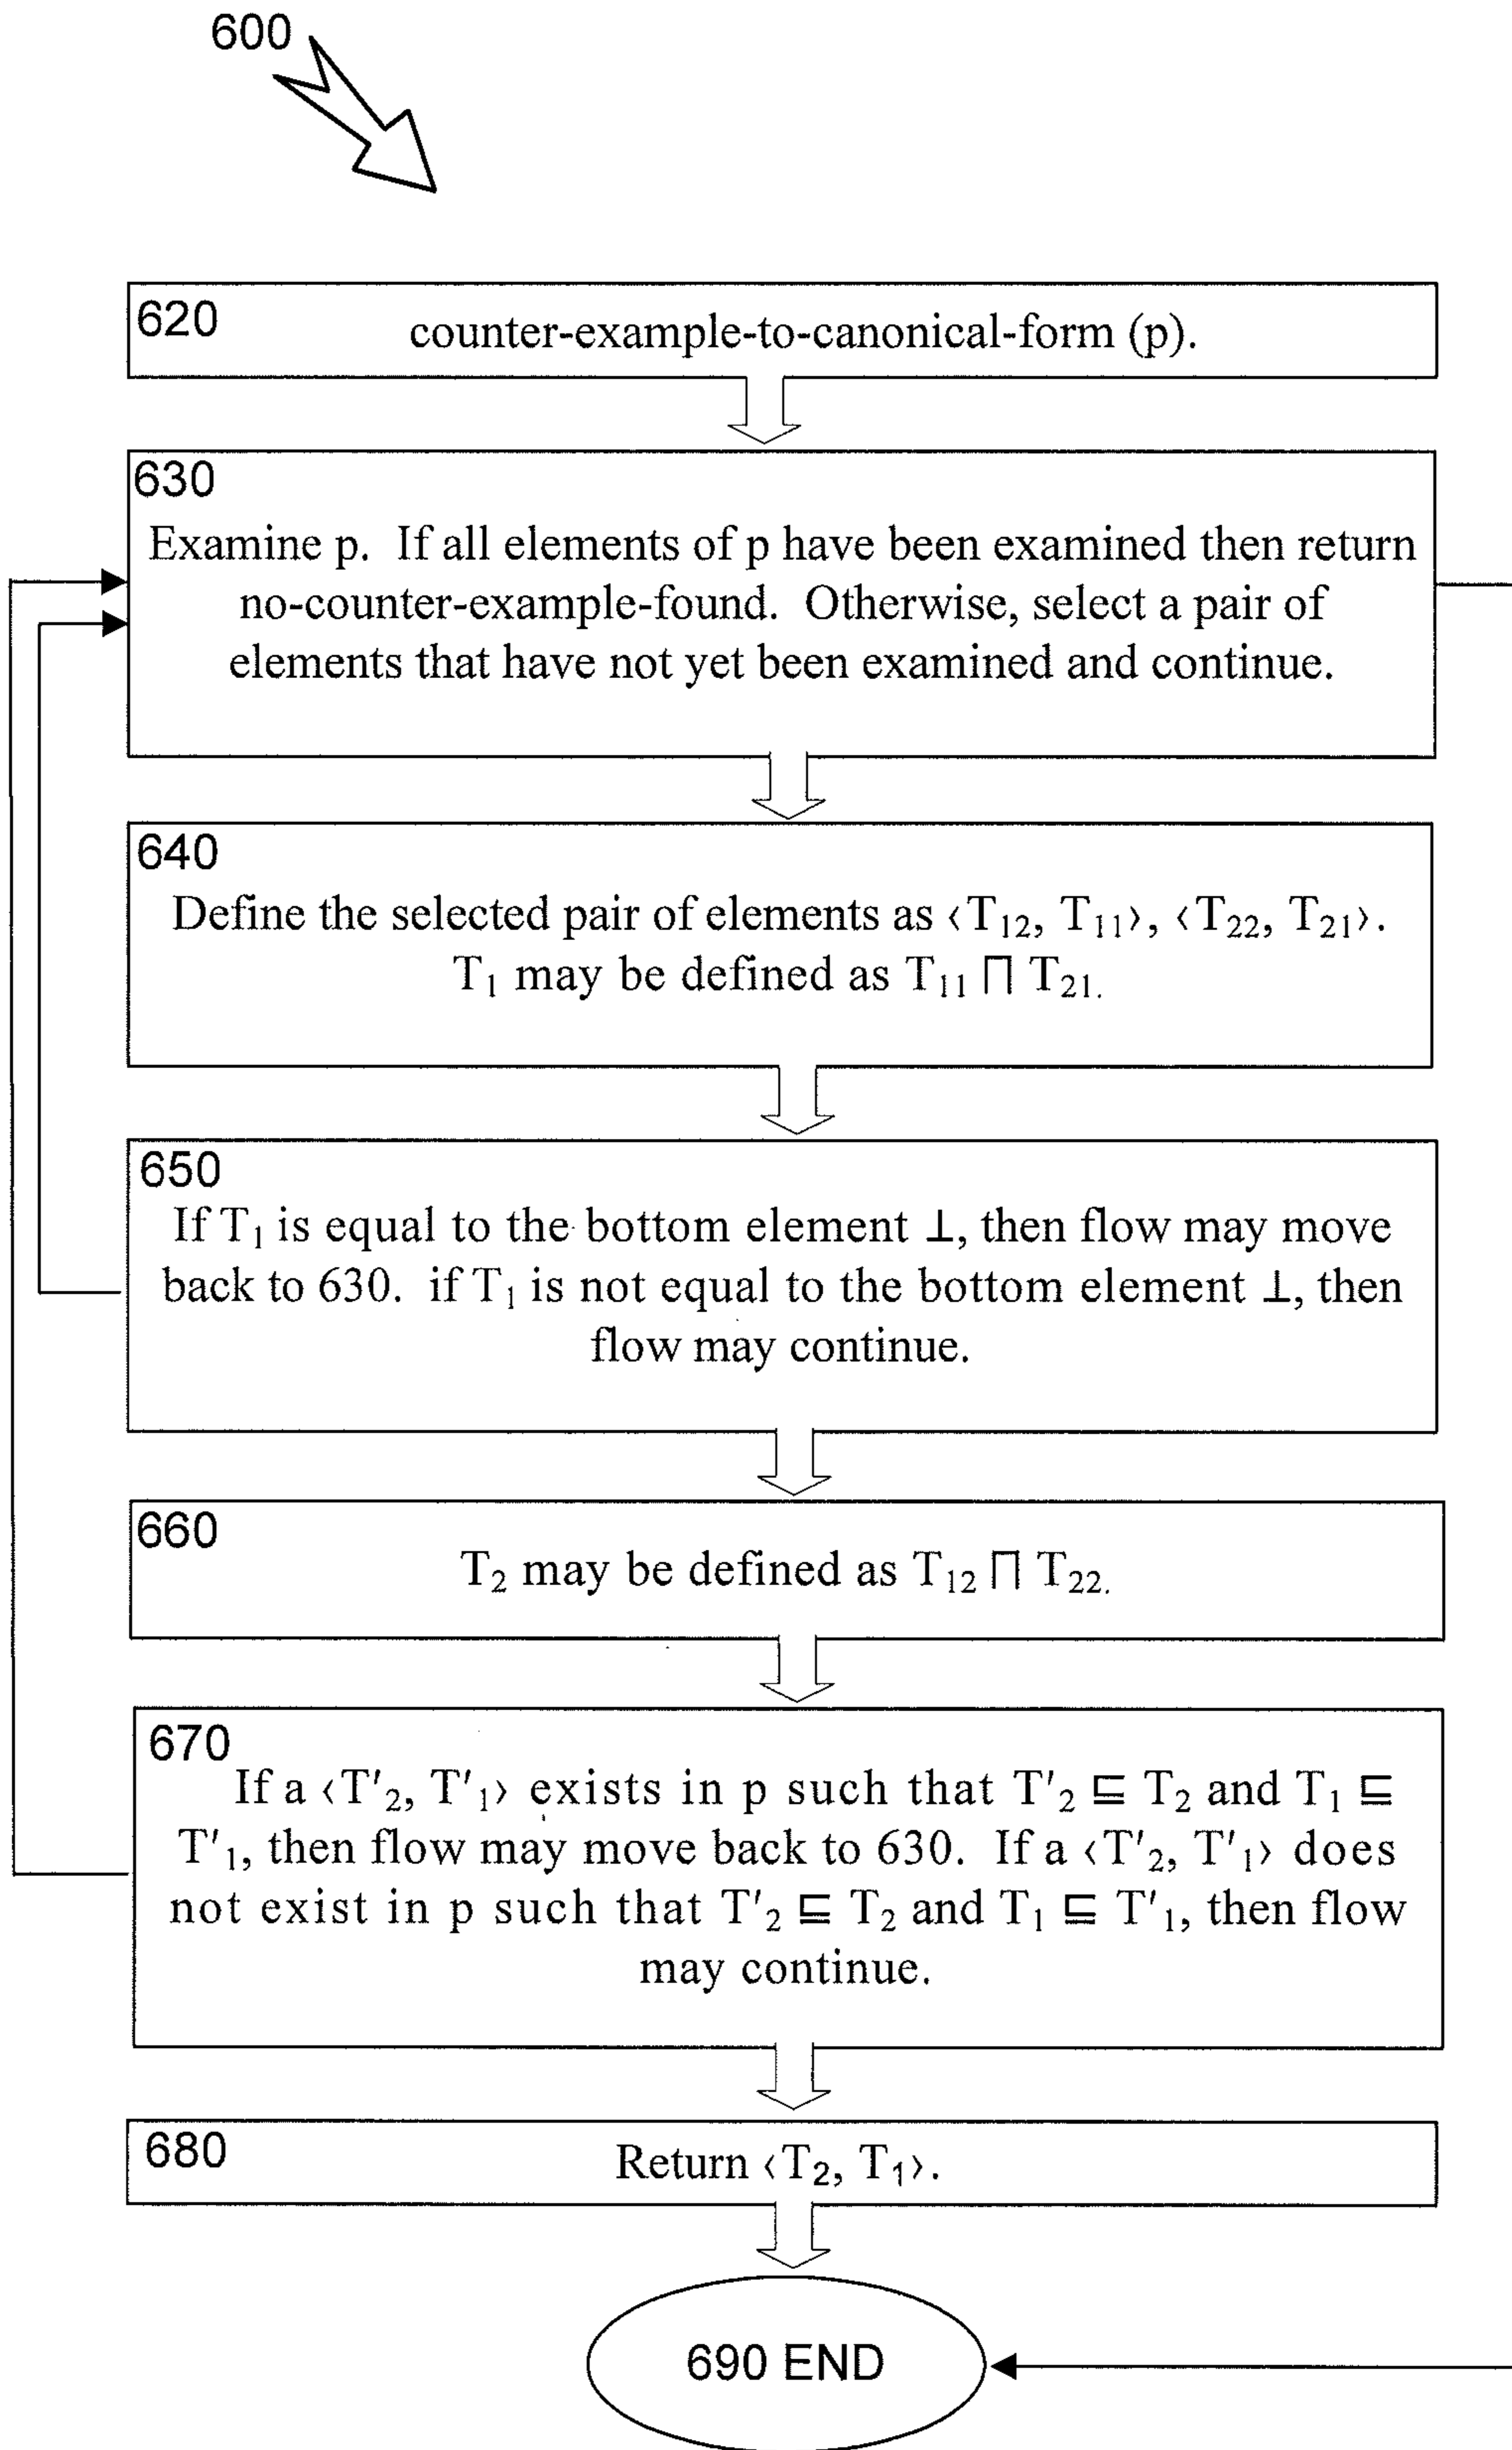 600
620
counter-example-to-canonical-form (p).
630
Examine p. If all elements of p have been examined then return
no-counter-example-found. Otherwise, select a pair of
elements that have not yet been examined and continue.
640
Define the selected pair of elements as ‹T₁₂, T₁₁›, ‹T₂₂, T₂₁›.
T₁ may be defined as T₁₁ ⊓ T₂₁.
650
If T₁ is equal to the bottom element ⊥, then flow may move
back to 630. if T₁ is not equal to the bottom element ⊥, then
flow may continue.
660
T₂ may be defined as T₁₂ ⊓ T₂₂.
670
If a ‹T′₂, T′₁› exists in p such that T′₂ ⊑ T₂ and T₁ ⊑
T′₁, then flow may move back to 630. If a ‹T′₂, T′₁› does
not exist in p such that T′₂ ⊑ T₂ and T₁ ⊑ T′₁, then flow
may continue.
680
Return ‹T₂, T₁›.
690 END